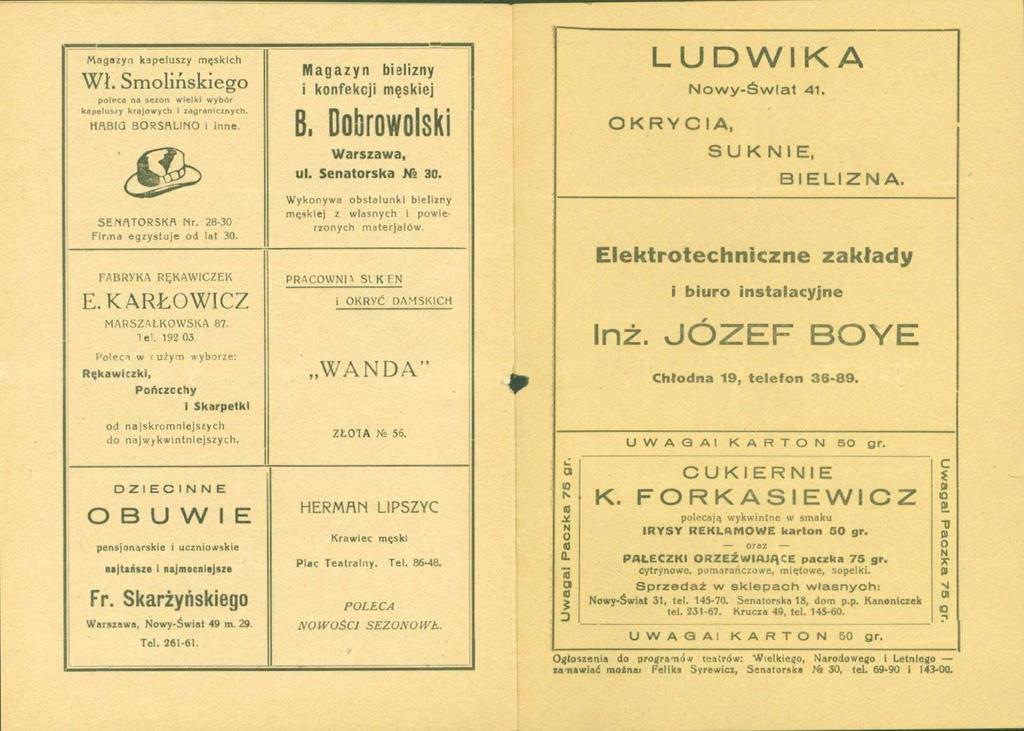 Magazyn kapeluszy męskich
Wł. Smolińskiego
poleca na sezon wielki wybór
kapeluszy krajowych i zagranicznych.
HABIG BORSALINO i inne.
SENATORSKA Nr. 28-30
Firma egzystuje od lat 30.
Magazyn bielizny
i konfekcji męskiej
B. Dobrowolski
Warszawa,
ul. Senatorska № 30.
Wykonywa obstalunki bielizny
męskiej z własnych i powie-
rzonych materjałów.
FABRYKA RĘKAWICZEK
E. KARŁOWICZ
MARSZAŁKOWSKA 87.
Tel. 192 03.
Poleca w dużym wyborze:
Rękawiczki,
Pończochy
i Skarpetki
od najskromniejszych
do najwykwintniejszych.
PRACOWNIA SUKEN
i OKRYĆ DAMSKICH
„WANDA”
ZŁOTA № 56.
DZIECINNE
OBUWIE
pensjonarskie i uczniowskie
najtańsze i najmocniejsze
Fr. Skarżyńskiego
Warszawa, Nowy-Świat 49 m. 29.
Tel. 261-61.
HERMAN LIPSZYC
Krawiec męski
Plac Teatralny. Tel. 86-48.
POLECA
NOWOŚCI SEZONOWE.
LUDWIKA
Nowy-Świat 41.
OKRYCIA,
SUKNIE,
BIELIZNA.
Elektrotechniczne zakłady
i biuro instalacyjne
Inż. JÓZEF BOYE
Chłodna 19, telefon 36-89.
UWAGA! KARTON 50 gr.
Uwaga! Paczka 75 gr.
CUKIERNIE
K. FORKASIEWICZ
polecają wykwintne w smaku
IRYSY REKLAMOWE karton 50 gr.
— oraz —
PAŁECZKI ORZEŹWIAJĄCE paczka 75 gr.
cytrynowe, pomarańczowe, miętowe, sopelki.
Sprzedaż w sklepach własnych:
Nowy-Świat 31, tel. 145-70. Senatorska 18, dom p.p. Kanoniczek
tel. 231-67. Krucza 49, tel. 145-60.
Uwaga! Paczka 75 gr.
UWAGA! KARTON 50 gr.
Ogłoszenia do programów teatrów: Wielkiego, Narodowego i Letniego —
zamawiać można: Feliks Syrewicz, Senatorska № 30, tel. 69-90 i 143-00.